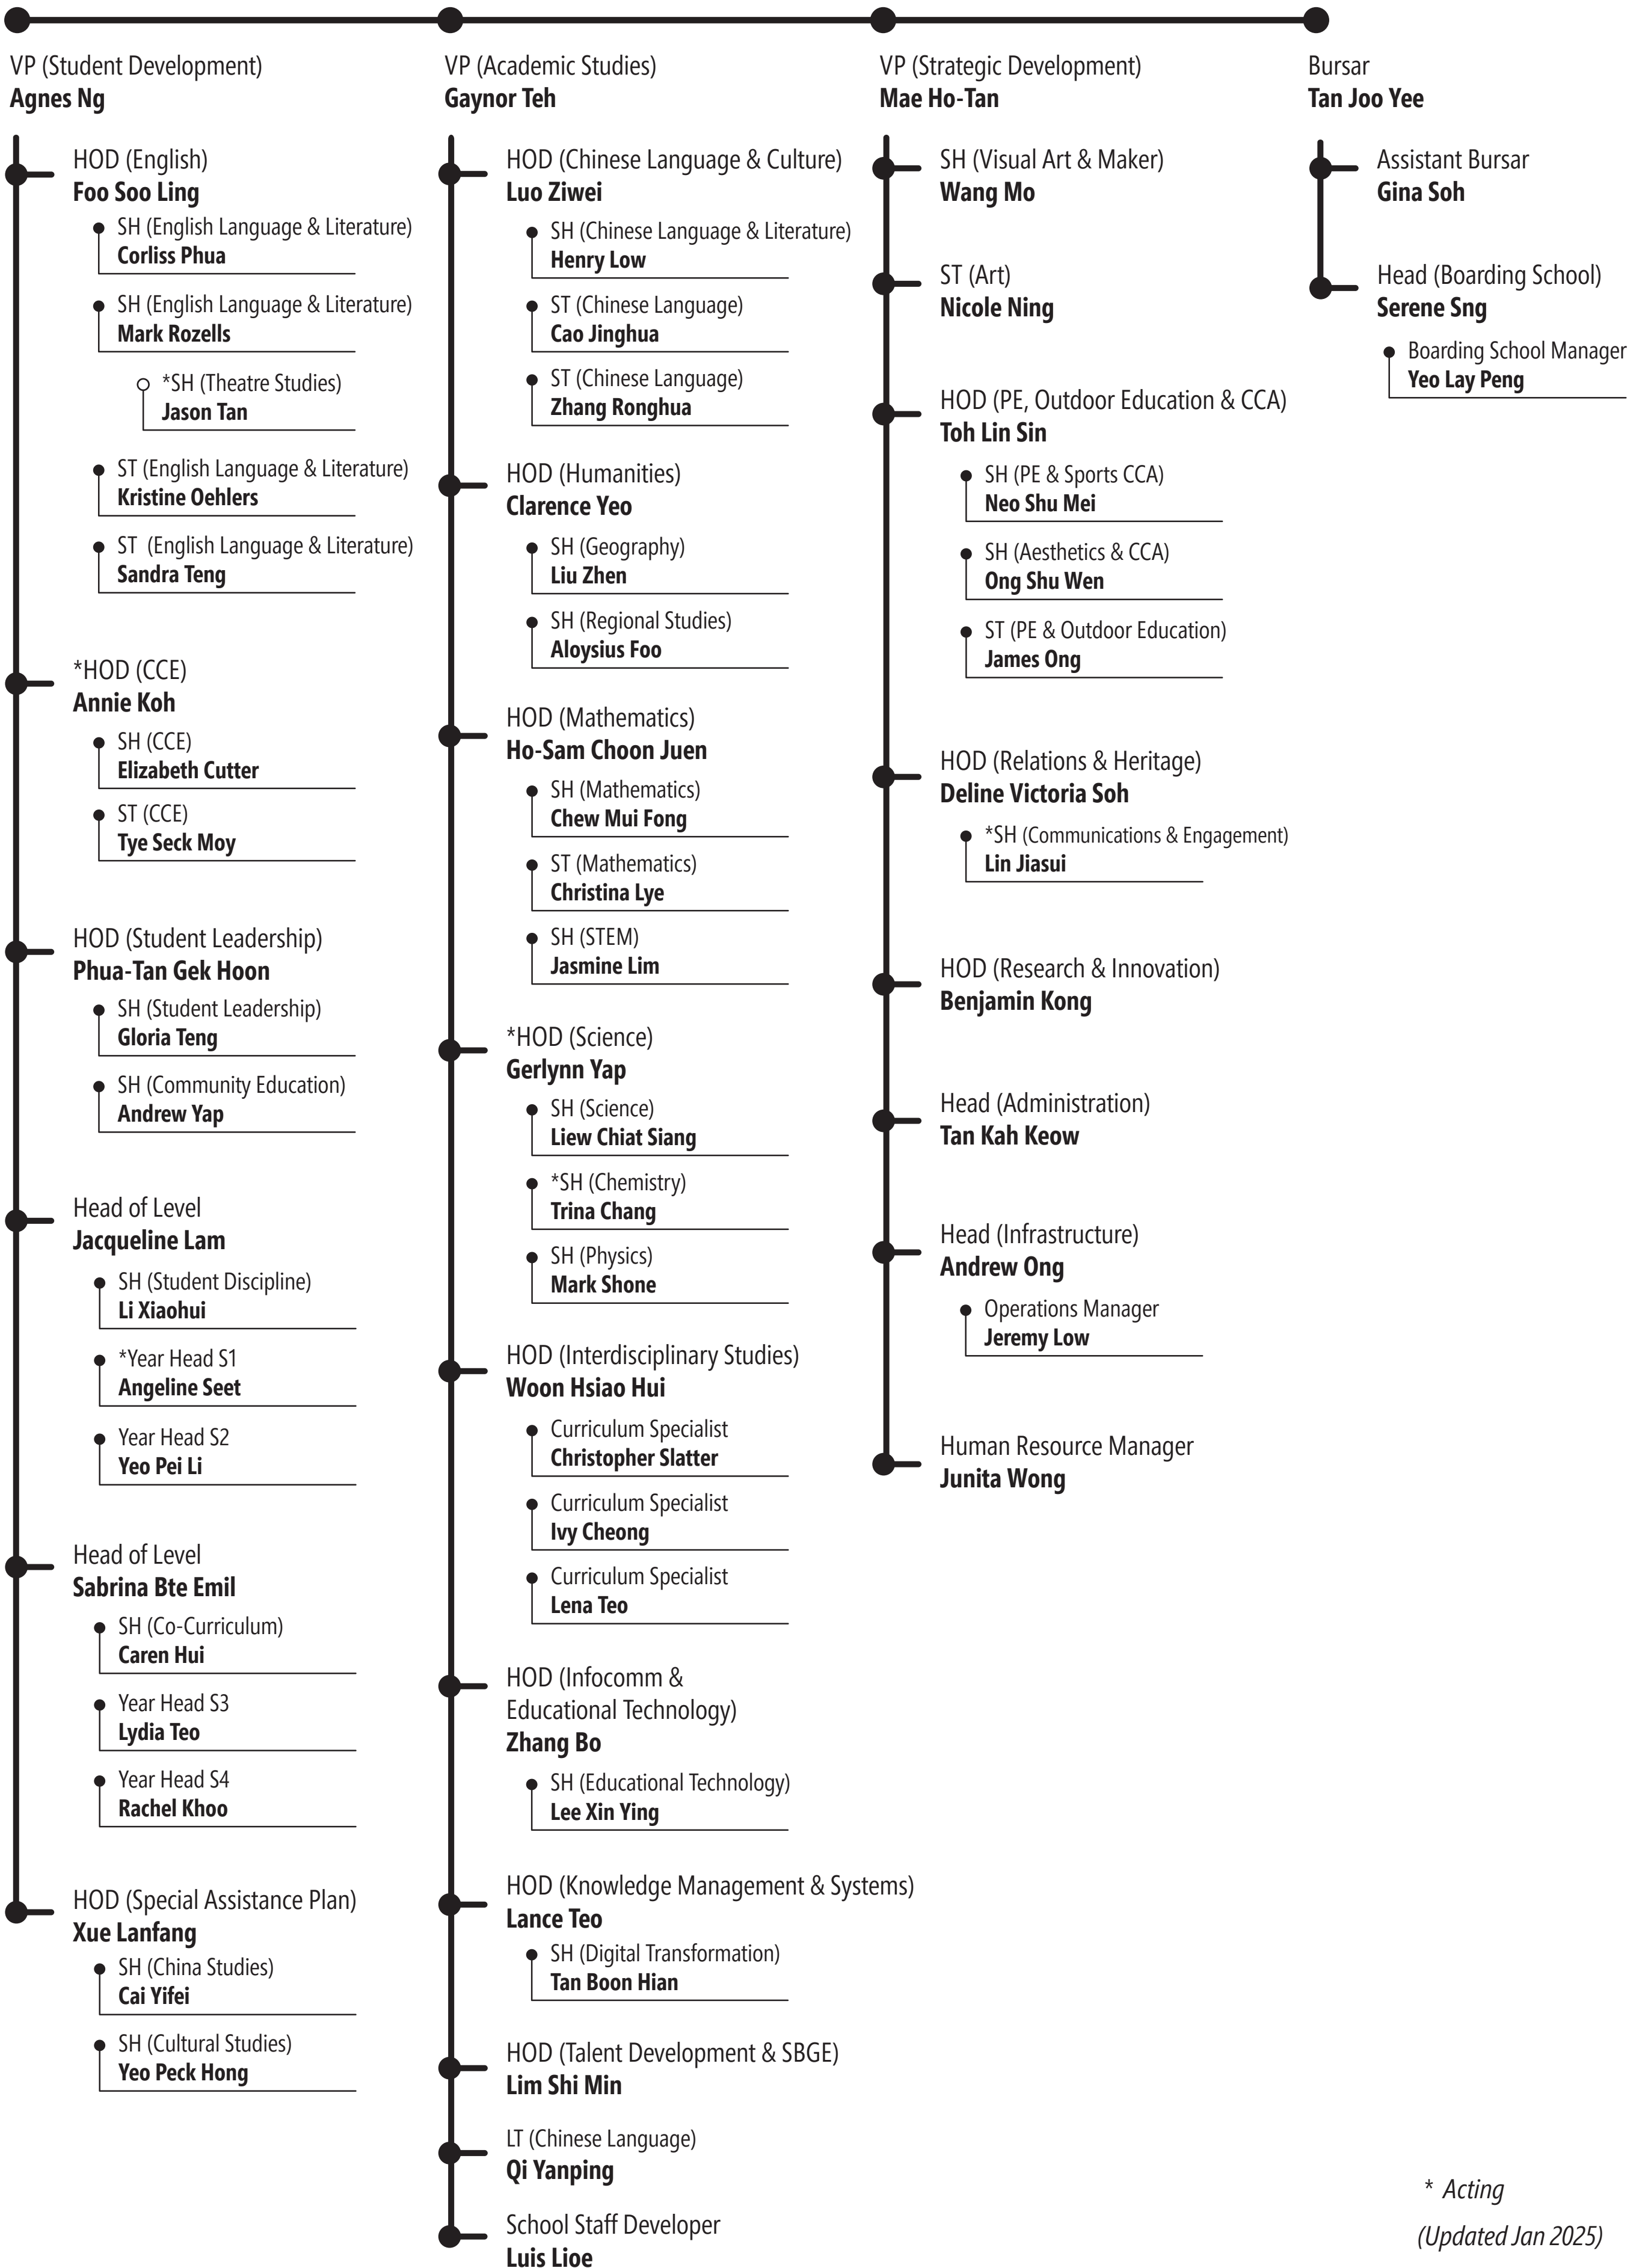 VP (Student Development)
Agnes Ng
HOD (English)
Foo Soo Ling
SH (English Language & Literature)
Corliss Phua
SH (English Language & Literature)
Mark Rozells
*SH (Theatre Studies)
Jason Tan
ST (English Language & Literature)
Kristine Oehlers
ST (English Language & Literature)
Sandra Teng
*HOD (CCE)
Annie Koh
SH (CCE)
Elizabeth Cutter
ST (CCE)
Tye Seck Moy
HOD (Student Leadership)
Phua-Tan Gek Hoon
SH (Student Leadership)
Gloria Teng
SH (Community Education)
Andrew Yap
Head of Level
Jacqueline Lam
SH (Student Discipline)
Li Xiaohui
*Year Head S1
Angeline Seet
Year Head S2
Yeo Pei Li
Head of Level
Sabrina Bte Emil
SH (Co-Curriculum)
Caren Hui
Year Head S3
Lydia Teo
Year Head S4
Rachel Khoo
HOD (Special Assistance Plan)
Xue Lanfang
SH (China Studies)
Cai Yifei
SH (Cultural Studies)
Yeo Peck Hong
VP (Academic Studies)
Gaynor Teh
HOD (Chinese Language & Culture)
Luo Ziwei
SH (Chinese Language & Literature)
Henry Low
ST (Chinese Language)
Cao Jinghua
ST (Chinese Language)
Zhang Ronghua
HOD (Humanities)
Clarence Yeo
SH (Geography)
Liu Zhen
SH (Regional Studies)
Aloysius Foo
HOD (Mathematics)
Ho-Sam Choon Juen
SH (Mathematics)
Chew Mui Fong
ST (Mathematics)
Christina Lye
SH (STEM)
Jasmine Lim
*HOD (Science)
Gerlynn Yap
SH (Science)
Liew Chiat Siang
*SH (Chemistry)
Trina Chang
SH (Physics)
Mark Shone
HOD (Interdisciplinary Studies)
Woon Hsiao Hui
Curriculum Specialist
Christopher Slatter
Curriculum Specialist
Ivy Cheong
Curriculum Specialist
Lena Teo
HOD (Infocomm &
Educational Technology)
Zhang Bo
SH (Educational Technology)
Lee Xin Ying
HOD (Knowledge Management & Systems)
Lance Teo
SH (Digital Transformation)
Tan Boon Hian
HOD (Talent Development & SBGE)
Lim Shi Min
LT (Chinese Language)
Qi Yanping
School Staff Developer
Luis Lioe
VP (Strategic Development)
Mae Ho-Tan
SH (Visual Art & Maker)
Wang Mo
ST (Art)
Nicole Ning
HOD (PE, Outdoor Education & CCA)
Toh Lin Sin
SH (PE & Sports CCA)
Neo Shu Mei
SH (Aesthetics & CCA)
Ong Shu Wen
ST (PE & Outdoor Education)
James Ong
HOD (Relations & Heritage)
Deline Victoria Soh
*SH (Communications & Engagement)
Lin Jiasui
HOD (Research & Innovation)
Benjamin Kong
Head (Administration)
Tan Kah Keow
Head (Infrastructure)
Andrew Ong
Operations Manager
Jeremy Low
Human Resource Manager
Junita Wong
Bursar
Tan Joo Yee
Assistant Bursar
Gina Soh
Head (Boarding School)
Serene Sng
Boarding School Manager
Yeo Lay Peng
* Acting
(Updated Jan 2025)